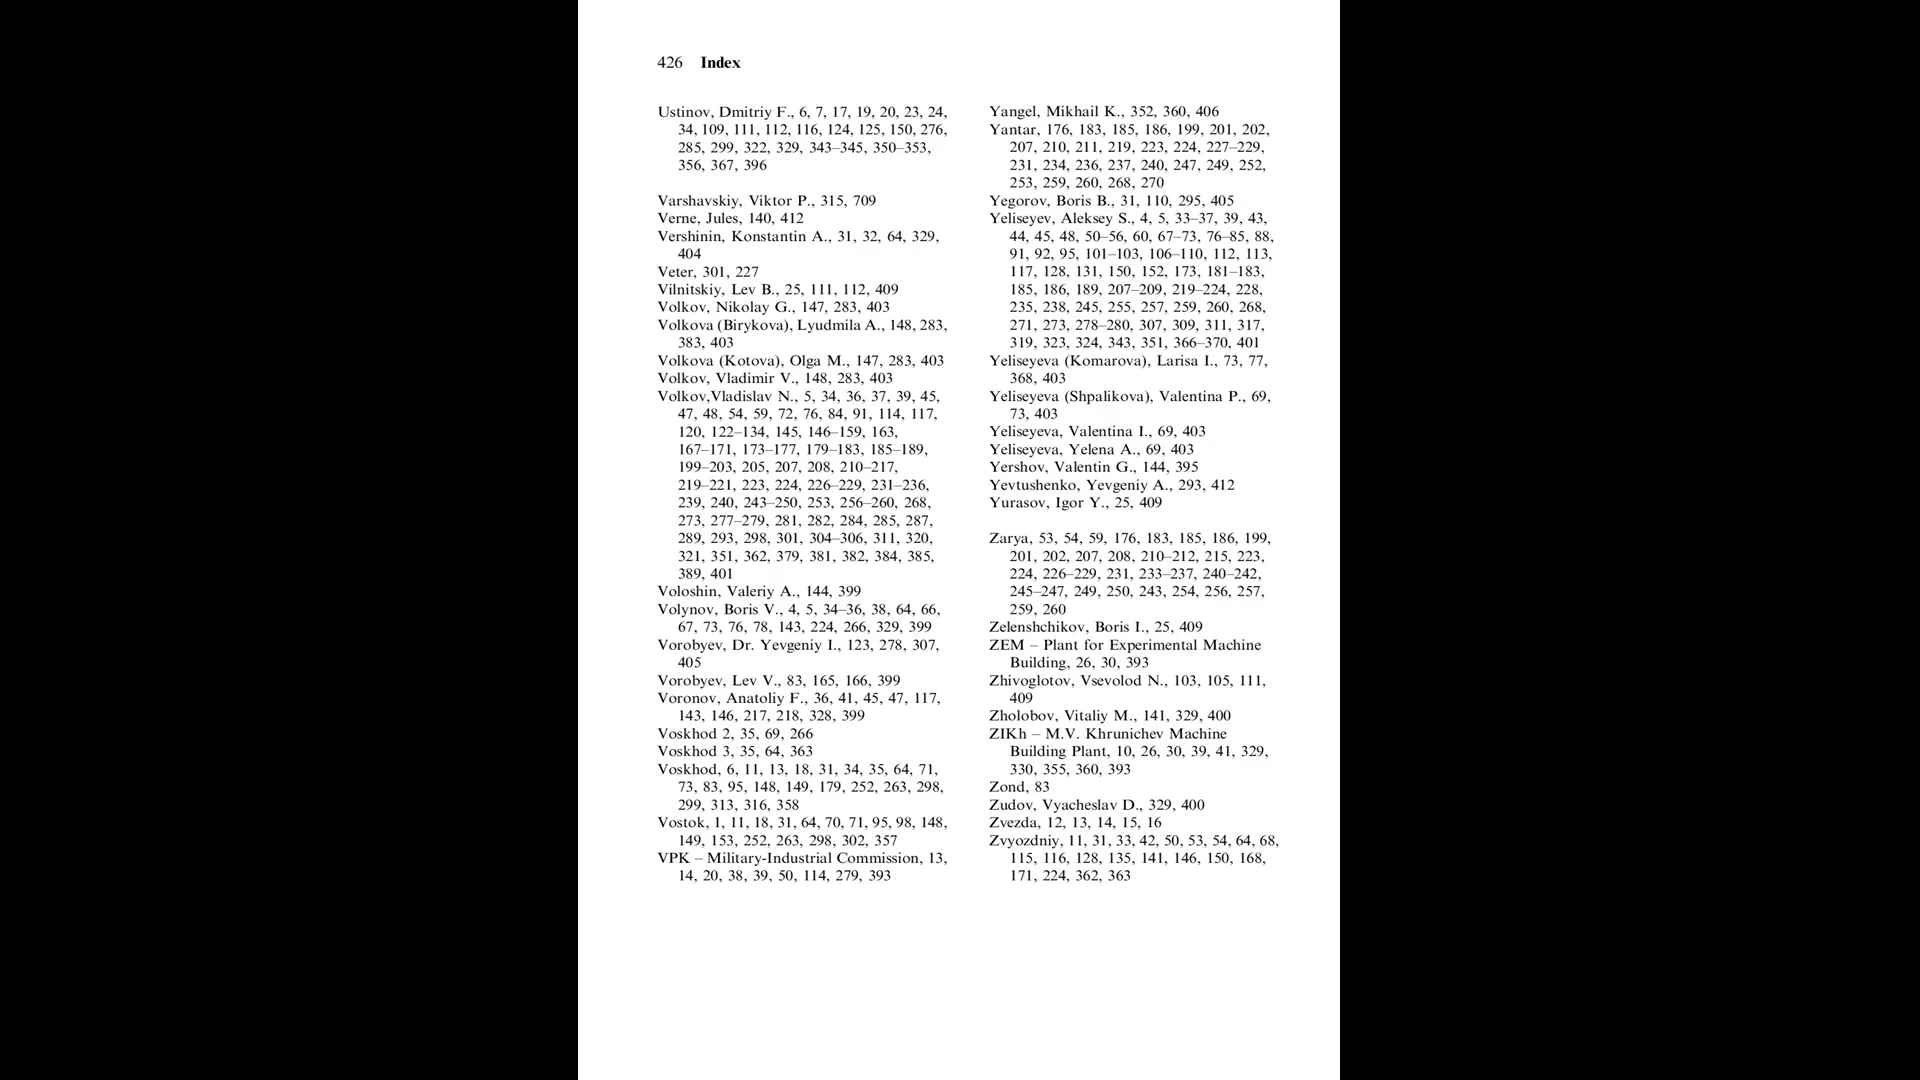 426 Index
Ustinov, Dmitriy F., 6, 7, 17, 19, 20, 23, 24,
34, 109, 111, 112, 116, 124, 125, 150, 276,
285, 299, 322, 329, 343–345, 350–353,
356, 367, 396
Varshavskiy, Viktor P., 315, 709
Verne, Jules, 140, 412
Vershinin, Konstantin A., 31, 32, 64, 329,
404
Veter, 301, 227
Vilnitskiy, Lev B., 25, 111, 112, 409
Volkov, Nikolay G., 147, 283, 403
Volkova (Birykova), Lyudmila A., 148, 283,
383, 403
Volkova (Kotova), Olga M., 147, 283, 403
Volkov, Vladimir V., 148, 283, 403
Volkov,Vladislav N., 5, 34, 36, 37, 39, 45,
47, 48, 54, 59, 72, 76, 84, 91, 114, 117,
120, 122–134, 145, 146–159, 163,
167–171, 173–177, 179–183, 185–189,
199–203, 205, 207, 208, 210–217,
219–221, 223, 224, 226–229, 231–236,
239, 240, 243–250, 253, 256–260, 268,
273, 277–279, 281, 282, 284, 285, 287,
289, 293, 298, 301, 304–306, 311, 320,
321, 351, 362, 379, 381, 382, 384, 385,
389, 401
Voloshin, Valeriy A., 144, 399
Volynov, Boris V., 4, 5, 34–36, 38, 64, 66,
67, 73, 76, 78, 143, 224, 266, 329, 399
Vorobyev, Dr. Yevgeniy I., 123, 278, 307,
405
Vorobyev, Lev V., 83, 165, 166, 399
Voronov, Anatoliy F., 36, 41, 45, 47, 117,
143, 146, 217, 218, 328, 399
Voskhod 2, 35, 69, 266
Voskhod 3, 35, 64, 363
Voskhod, 6, 11, 13, 18, 31, 34, 35, 64, 71,
73, 83, 95, 148, 149, 179, 252, 263, 298,
299, 313, 316, 358
Vostok, 1, 11, 18, 31, 64, 70, 71, 95, 98, 148,
149, 153, 252, 263, 298, 302, 357
VPK – Military-Industrial Commission, 13,
14, 20, 38, 39, 50, 114, 279, 393
Yangel, Mikhail K., 352, 360, 406
Yantar, 176, 183, 185, 186, 199, 201, 202,
207, 210, 211, 219, 223, 224, 227–229,
231, 234, 236, 237, 240, 247, 249, 252,
253, 259, 260, 268, 270
Yegorov, Boris B., 31, 110, 295, 405
Yeliseyev, Aleksey S., 4, 5, 33–37, 39, 43,
44, 45, 48, 50–56, 60, 67–73, 76–85, 88,
91, 92, 95, 101–103, 106–110, 112, 113,
117, 128, 131, 150, 152, 173, 181–183,
185, 186, 189, 207–209, 219–224, 228,
235, 238, 245, 255, 257, 259, 260, 268,
271, 273, 278–280, 307, 309, 311, 317,
319, 323, 324, 343, 351, 366–370, 401
Yeliseyeva (Komarova), Larisa I., 73, 77,
368, 403
Yeliseyeva (Shpalikova), Valentina P., 69,
73, 403
Yeliseyeva, Valentina I., 69, 403
Yeliseyeva, Yelena A., 69, 403
Yershov, Valentin G., 144, 395
Yevtushenko, Yevgeniy A., 293, 412
Yurasov, Igor Y., 25, 409
Zarya, 53, 54, 59, 176, 183, 185, 186, 199,
201, 202, 207, 208, 210–212, 215, 223,
224, 226–229, 231, 233–237, 240–242,
245–247, 249, 250, 243, 254, 256, 257,
259, 260
Zelenshchikov, Boris I., 25, 409
ZEM – Plant for Experimental Machine
Building, 26, 30, 393
Zhivoglotov, Vsevolod N., 103, 105, 111,
409
Zholobov, Vitaliy M., 141, 329, 400
ZIKh – M.V. Khrunichev Machine
Building Plant, 10, 26, 30, 39, 41, 329,
330, 355, 360, 393
Zond, 83
Zudov, Vyacheslav D., 329, 400
Zvezda, 12, 13, 14, 15, 16
Zvyozdniy, 11, 31, 33, 42, 50, 53, 54, 64, 68,
115, 116, 128, 135, 141, 146, 150, 168,
171, 224, 362, 363